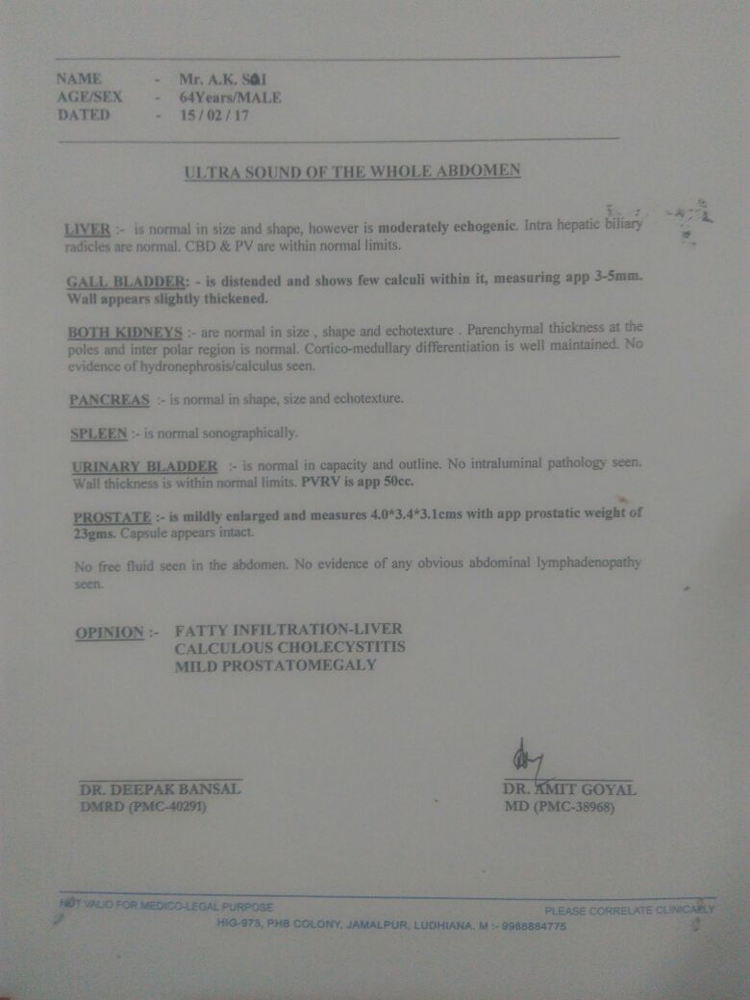 NAME - Mr. A.K. S I
AGE/SEX - 64Years/MALE
DATED - 15 / 02 / 17
ULTRA SOUND OF THE WHOLE ABDOMEN
LIVER :- is normal in size and shape, however is moderately echogenic. Intra hepatic biliary
radicles are normal. CBD & PV are within normal limits.
GALL BLADDER: - is distended and shows few calculi within it, measuring app 3-5mm.
Wall appears slightly thickened.
BOTH KIDNEYS :- are normal in size , shape and echotexture . Parenchymal thickness at the
poles and inter polar region is normal. Cortico-medullary differentiation is well maintained. No
evidence of hydronephrosis/calculus seen.
PANCREAS :- is normal in shape, size and echotexture.
SPLEEN :- is normal sonographically.
URINARY BLADDER :- is normal in capacity and outline. No intraluminal pathology seen.
Wall thickness is within normal limits. PVRV is app 50cc.
PROSTATE :- is mildly enlarged and measures 4.0*3.4*3.1cms with app prostatic weight of
23gms. Capsule appears intact.
No free fluid seen in the abdomen. No evidence of any obvious abdominal lymphadenopathy
seen.
OPINION :- FATTY INFILTRATION-LIVER
CALCULOUS CHOLECYSTITIS
MILD PROSTATOMEGALY
DR. DEEPAK BANSAL
DMRD (PMC-40291)
DR. AMIT GOYAL
MD (PMC-38968)
NOT VALID FOR MEDICO-LEGAL PURPOSE
PLEASE CORRELATE CLINICALLY
HIG-973, PHB COLONY, JAMALPUR, LUDHIANA. M :- 9988884775